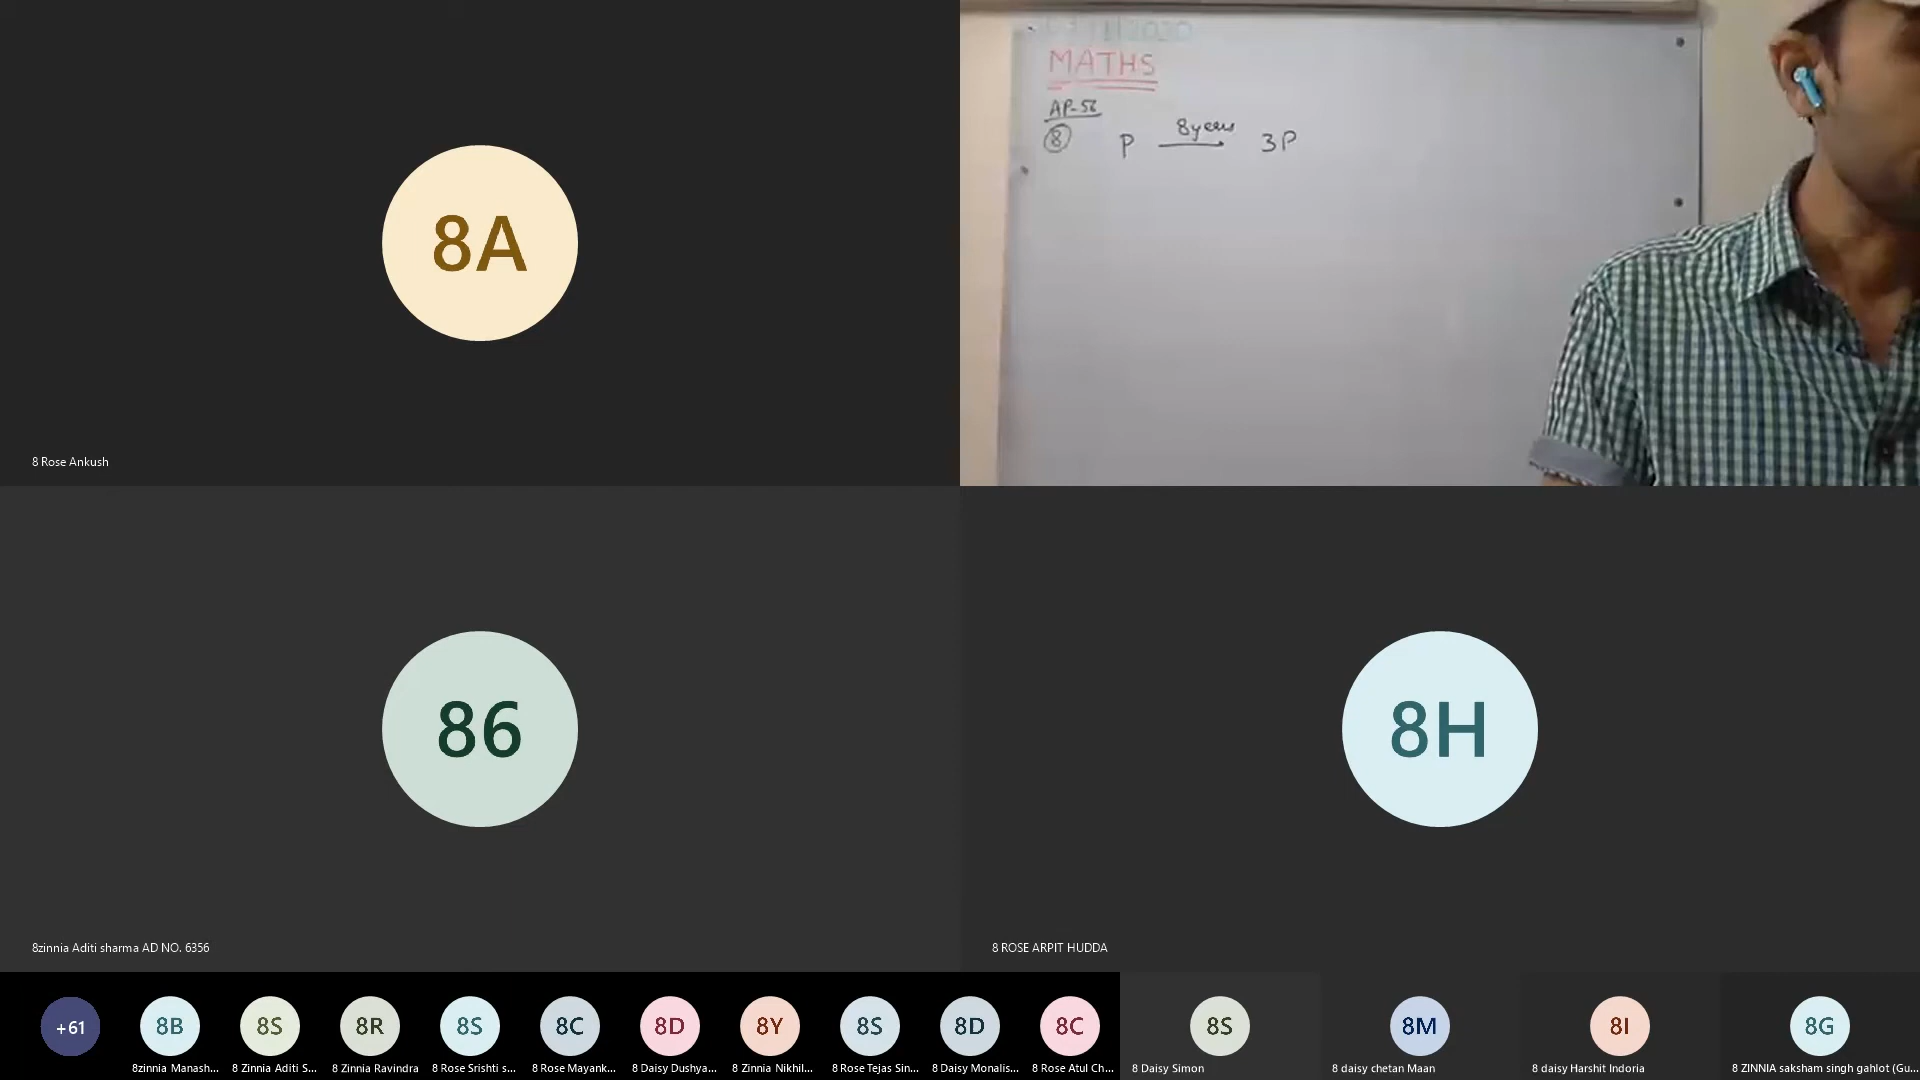 8A
8 Rose Ankush
MATHS
AP-56
8 P 8 years 3P
86
8zinnia Aditi sharma AD NO. 6356
8H
8 ROSE ARPIT HUDDA
+61 8B 8S 8R 8S 8C 8D 8Y 8S 8D 8C 8S 8M 8I 8G
8zinnia Manash... 8 Zinnia Aditi S... 8 Zinnia Ravindra 8 Rose Srishti s... 8 Rose Mayank... 8 Daisy Dushya... 8 Zinnia Nikhil... 8 Rose Tejas Sin... 8 Daisy Monalis... 8 Rose Atul Ch... 8 Daisy Simon 8 daisy chetan Maan 8 daisy Harshit Indoria 8 ZINNIA saksham singh gahlot (Gu...